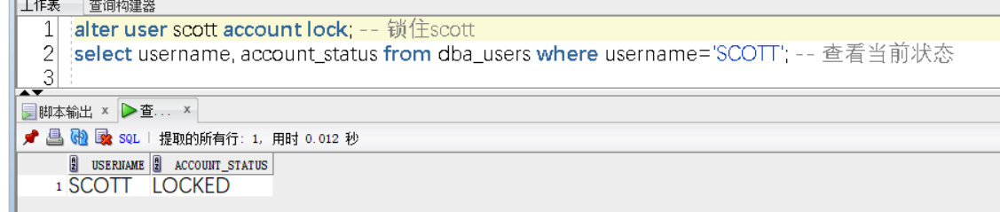 工作表 查询构建器
1 alter user scott account lock; -- 锁住scott
2 select username, account_status from dba_users where username='SCOTT'; -- 查看当前状态
3
脚本输出 x 查... x
SQL | 提取的所有行: 1, 用时 0.012 秒
USERNAME ACCOUNT_STATUS
1 SCOTT LOCKED